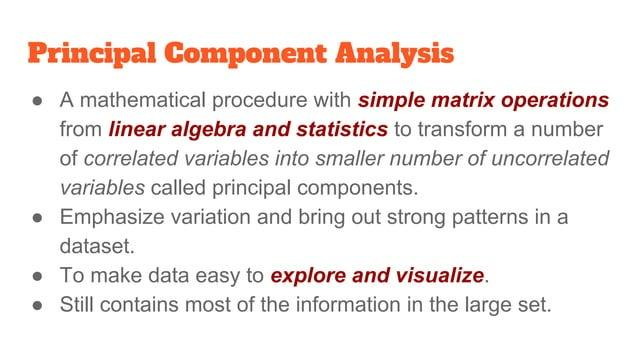 Principal Component Analysis
● A mathematical procedure with simple matrix operations
from linear algebra and statistics to transform a number
of correlated variables into smaller number of uncorrelated
variables called principal components.
● Emphasize variation and bring out strong patterns in a
dataset.
● To make data easy to explore and visualize.
● Still contains most of the information in the large set.